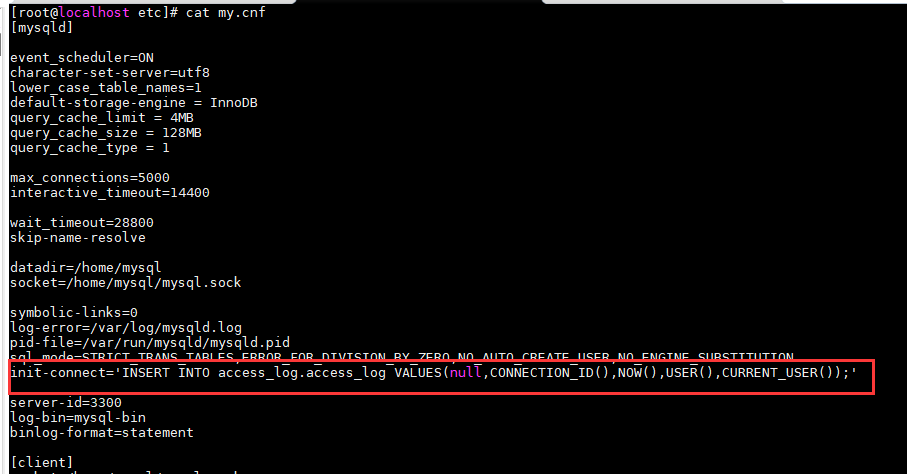 [root@localhost etc]# cat my.cnf
[mysqld]
event_scheduler=ON
character-set-server=utf8
lower_case_table_names=1
default-storage-engine = InnoDB
query_cache_limit = 4MB
query_cache_size = 128MB
query_cache_type = 1
max_connections=5000
interactive_timeout=14400
wait_timeout=28800
skip-name-resolve
datadir=/home/mysql
socket=/home/mysql/mysql.sock
symbolic-links=0
log-error=/var/log/mysqld.log
pid-file=/var/run/mysqld/mysqld.pid
sql_mode=STRICT_TRANS_TABLES,ERROR_FOR_DIVISION_BY_ZERO,NO_AUTO_CREATE_USER,NO_ENGINE_SUBSTITUTION
init-connect='INSERT INTO access_log.access_log VALUES(null,CONNECTION_ID(),NOW(),USER(),CURRENT_USER());'
server-id=3300
log-bin=mysql-bin
binlog-format=statement
[client]